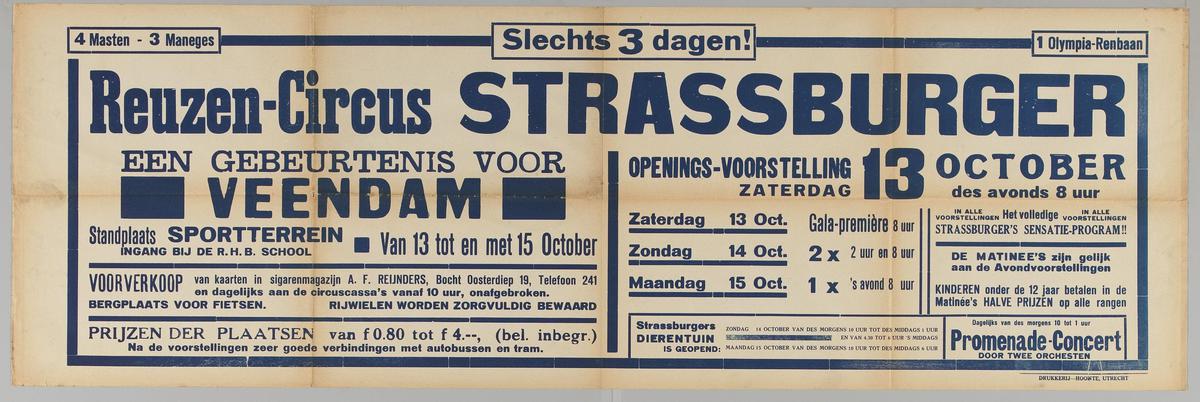 4 Masten - 3 Maneges
Slechts 3 dagen!
1 Olympia-Renbaan
Reuzen-Circus STRASSBURGER
EEN GEBEURTENIS VOOR
VEENDAM
Standplaats SPORTTERREIN
INGANG BIJ DE R.H.B. SCHOOL
Van 13 tot en met 15 October
VOORVERKOOP van kaarten in sigarenmagazijn A. F. REIJNDERS, Bocht Oosterdiep 19, Telefoon 241
en dagelijks aan de circuscassa's vanaf 10 uur, onafgebroken.
BERGPLAATS VOOR FIETSEN. RIJWIELEN WORDEN ZORGVULDIG BEWAARD
PRIJZEN DER PLAATSEN van f 0.80 tot f 4.--, (bel. inbegr.)
Na de voorstellingen zeer goede verbindingen met autobussen en tram.
OPENINGS-VOORSTELLING
ZATERDAG
13 OCTOBER
des avonds 8 uur
Zaterdag 13 Oct. Gala-première 8 uur
Zondag 14 Oct. 2 x 2 uur en 8 uur
Maandag 15 Oct. 1 x 's avond 8 uur
IN ALLE VOORSTELLINGEN Het volledige IN ALLE VOORSTELLINGEN
STRASSBURGER'S SENSATIE-PROGRAM!!
DE MATINEE'S zijn gelijk
aan de Avondvoorstellingen
KINDEREN onder de 12 jaar betalen in de
Matinée's HALVE PRIJZEN op alle rangen
Strassburgers
DIERENTUIN
IS GEOPEND:
ZONDAG 14 OCTOBER VAN DES MORGENS 10 UUR TOT DES MIDDAGS 1 UUR
EN VAN 4.30 TOT 6 UUR 'S MIDDAGS
MAANDAG 15 OCTOBER VAN DES MORGENS 10 UUR TOT DES MIDDAGS 6 UUR
Dagelijks van des morgens 10 tot 1 uur
Promenade-Concert
DOOR TWEE ORCHESTEN
DRUKKERIJ—HOONTE, UTRECHT